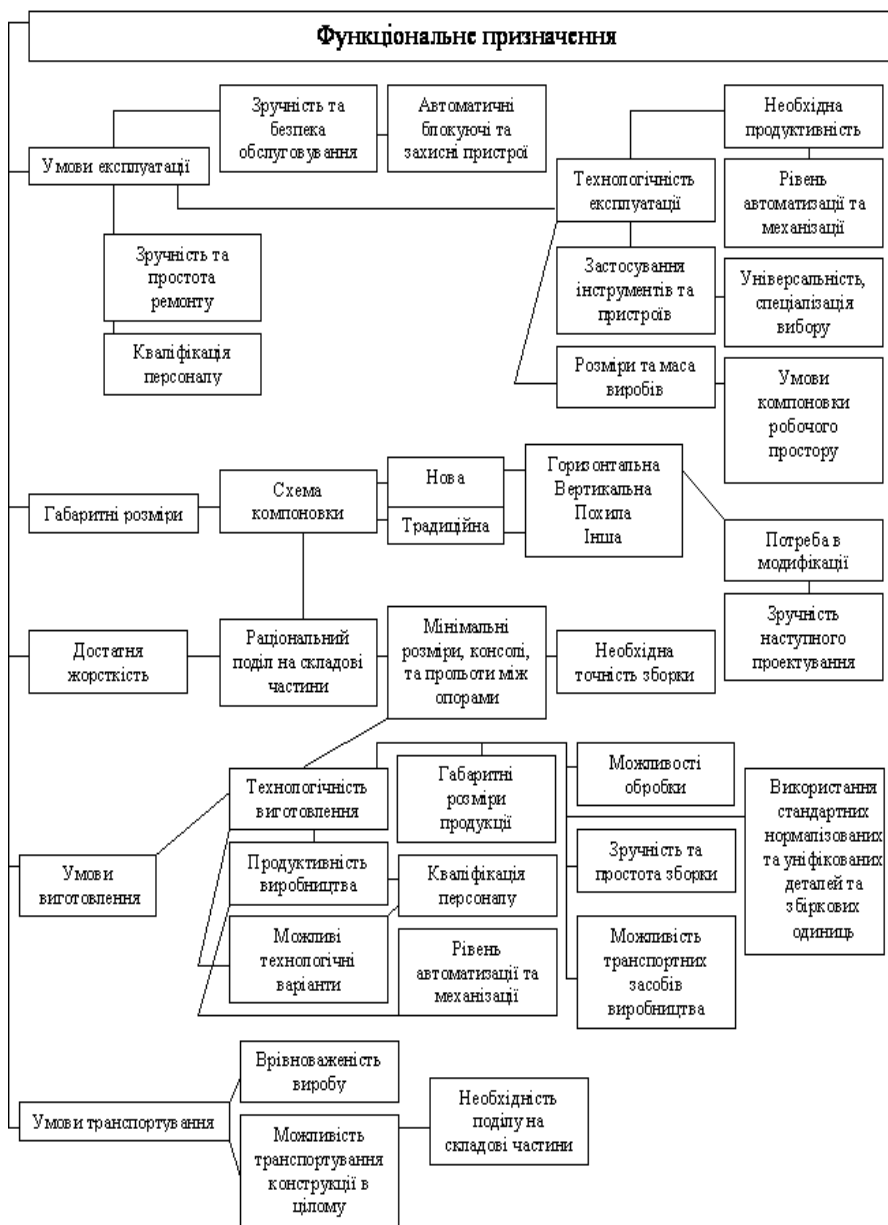 Функціональне призначення
Зручність та
безпека
обслуговування
Автоматичні
блокуючі та
захисні пристрої
Необхідна
продуктивність
Умови експлуатації
Технологічність
експлуатації
Рівень
автоматизації та
механізації
Зручність та
простота
ремонту
Застосування
інструментів та
пристроїв
Універсальність,
спеціалізація
вибору
Кваліфікація
персоналу
Розміри та маса
виробів
Умови
компоновки
робочого
простору
Габаритні розміри
Схема
компоновки
Нова
Традиційна
Горизонтальна
Вертикальна
Похила
Інша
Потреба в
модифікації
Зручність
наступного
проектування
Достатня
жорсткість
Раціональний
поділ на складові
частини
Мінімальні
розміри, консолі,
та прольоти між
опорами
Необхідна
точність зборки
Технологічність
виготовлення
Габаритні
розміри
продукції
Можливості
обробки
Використання
стандартних
нормалізованих
та уніфікованих
деталей та
збіркових
одиниць
Умови
виготовлення
Продуктивність
виробництва
Кваліфікація
персоналу
Зручність та
простота зборки
Можливі
технологічні
варіанти
Рівень
автоматизації та
механізації
Можливість
транспортних
засобів
виробництва
Умови транспортування
Врівноваженість
виробу
Можливість
транспортування
конструкції в
цілому
Необхідність
поділу на
складові частини